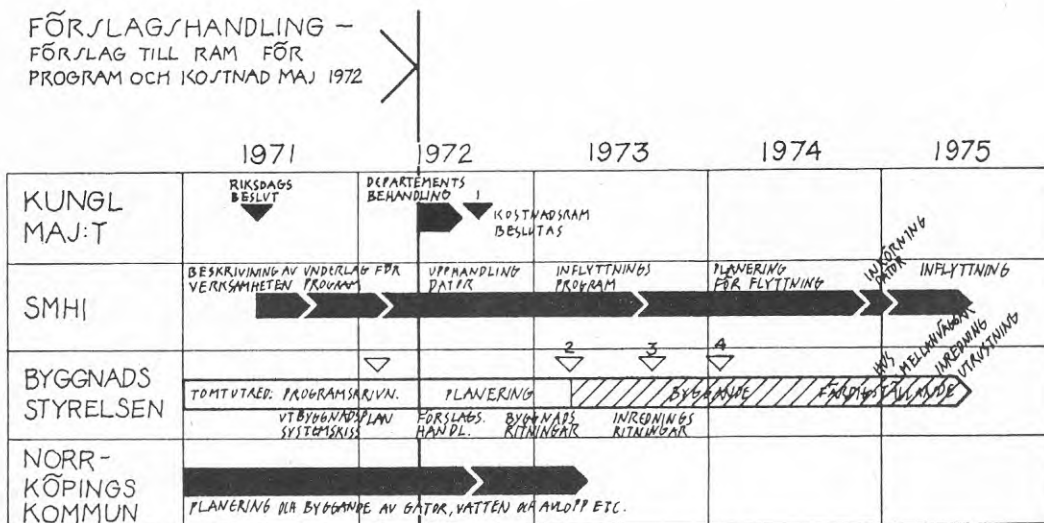 FÖRSLAGSHANDLING –
FÖRSLAG TILL RAM FÖR
PROGRAM OCH KOSTNAD MAJ 1972
1971 1972 1973 1974 1975
KUNGL
MAJ:T
RIKSDAGS
BESLUT
DEPARTEMENTS
BEHANDLING
1
KOSTNADSRAM
BESLUTAS
SMHI
BESKRIVNING AV
VERKSAMHETEN
UNDERLAG FÖR
PROGRAM
UPPHANDLING
DATOR
INFLYTTNINGS
PROGRAM
PLANERING
FÖR FLYTTNING
INKÖRNING
DATOR
INFLYTTNING
BYGGNADS
STYRELSEN
2 3 4
HUS
MELLANVÄGGAR
INREDNING
UTRUSTNING
TOMTUTRED. PROGRAMSKRIVN. PLANERING BYGGANDE FÄRDIGSTÄLLANDE
UTBYGGNADSPLAN
SYSTEMSKISS
FÖRSLAGS.
HANDL.
BYGGNADS
RITNINGAR
INREDNINGS
RITNINGAR
NORR-
KÖPINGS
KOMMUN
PLANERING OCH BYGGANDE AV GATOR, VATTEN OCH AVLOPP ETC.